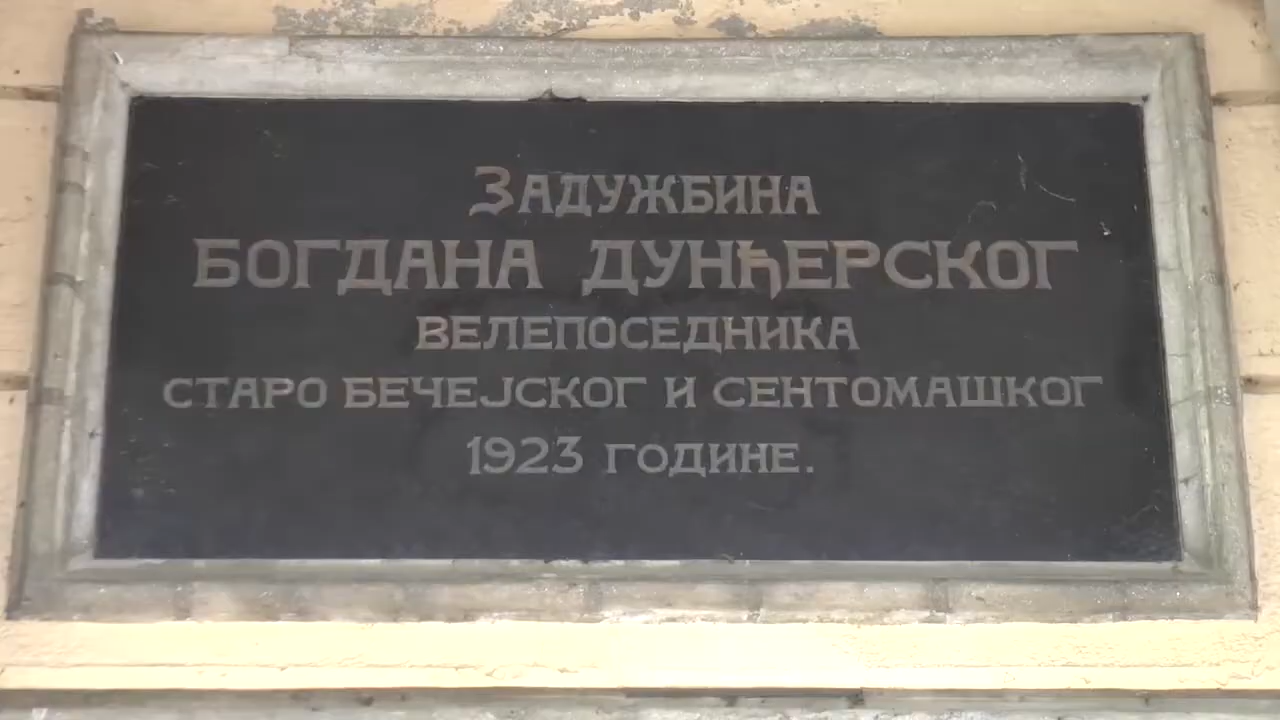 ЗАДУЖБИНА
БОГДАНА ДУНЂЕРСКОГ
ВЕЛЕПОСЕДНИКА
СТАРО БЕЧЕЈСКОГ И СЕНТОМАШКОГ
1923 ГОДИНЕ.